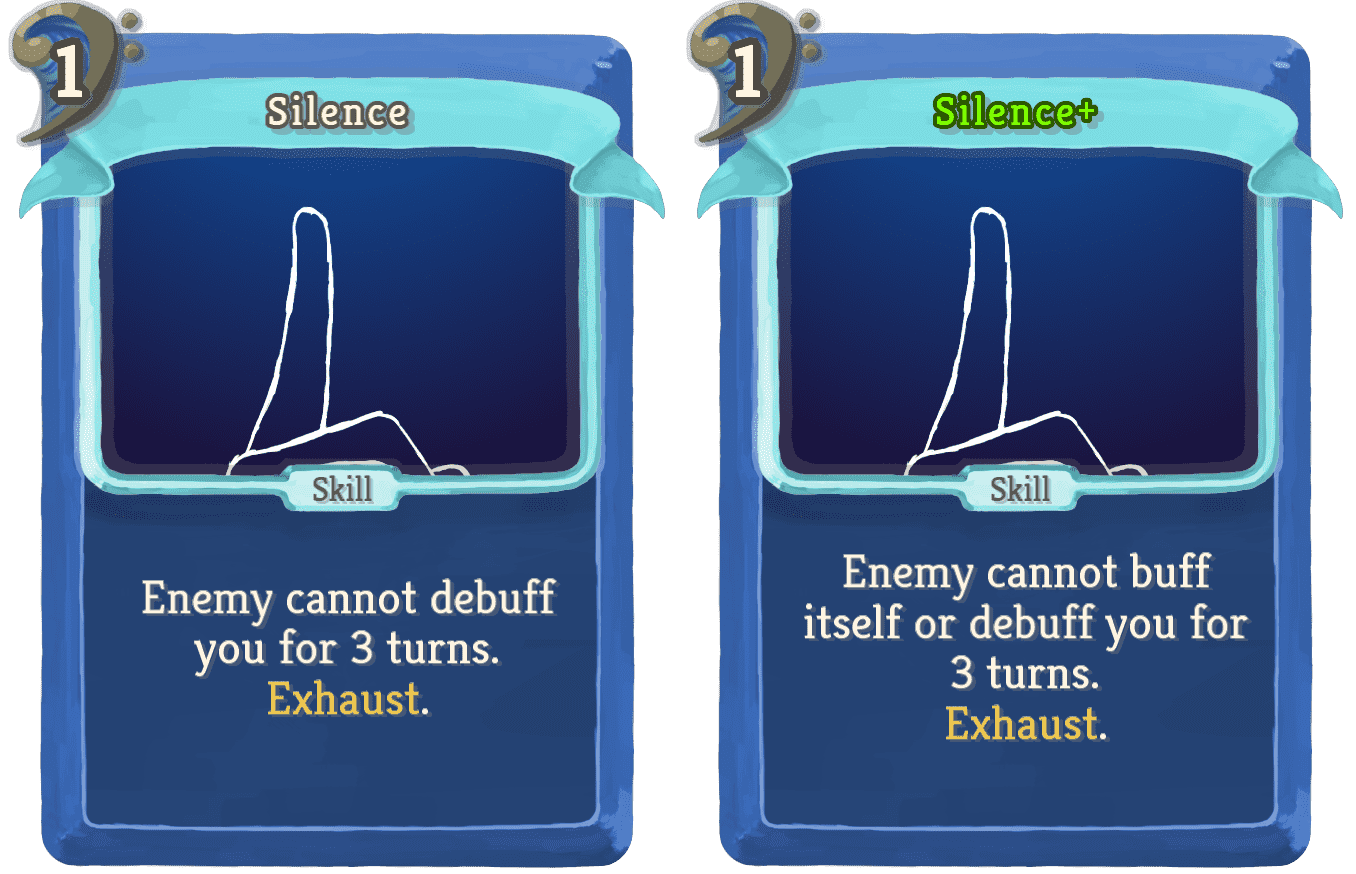 1
Silence
Skill
Enemy cannot debuff
you for 3 turns.
Exhaust.
1
Silence+
Skill
Enemy cannot buff
itself or debuff you for
3 turns.
Exhaust.